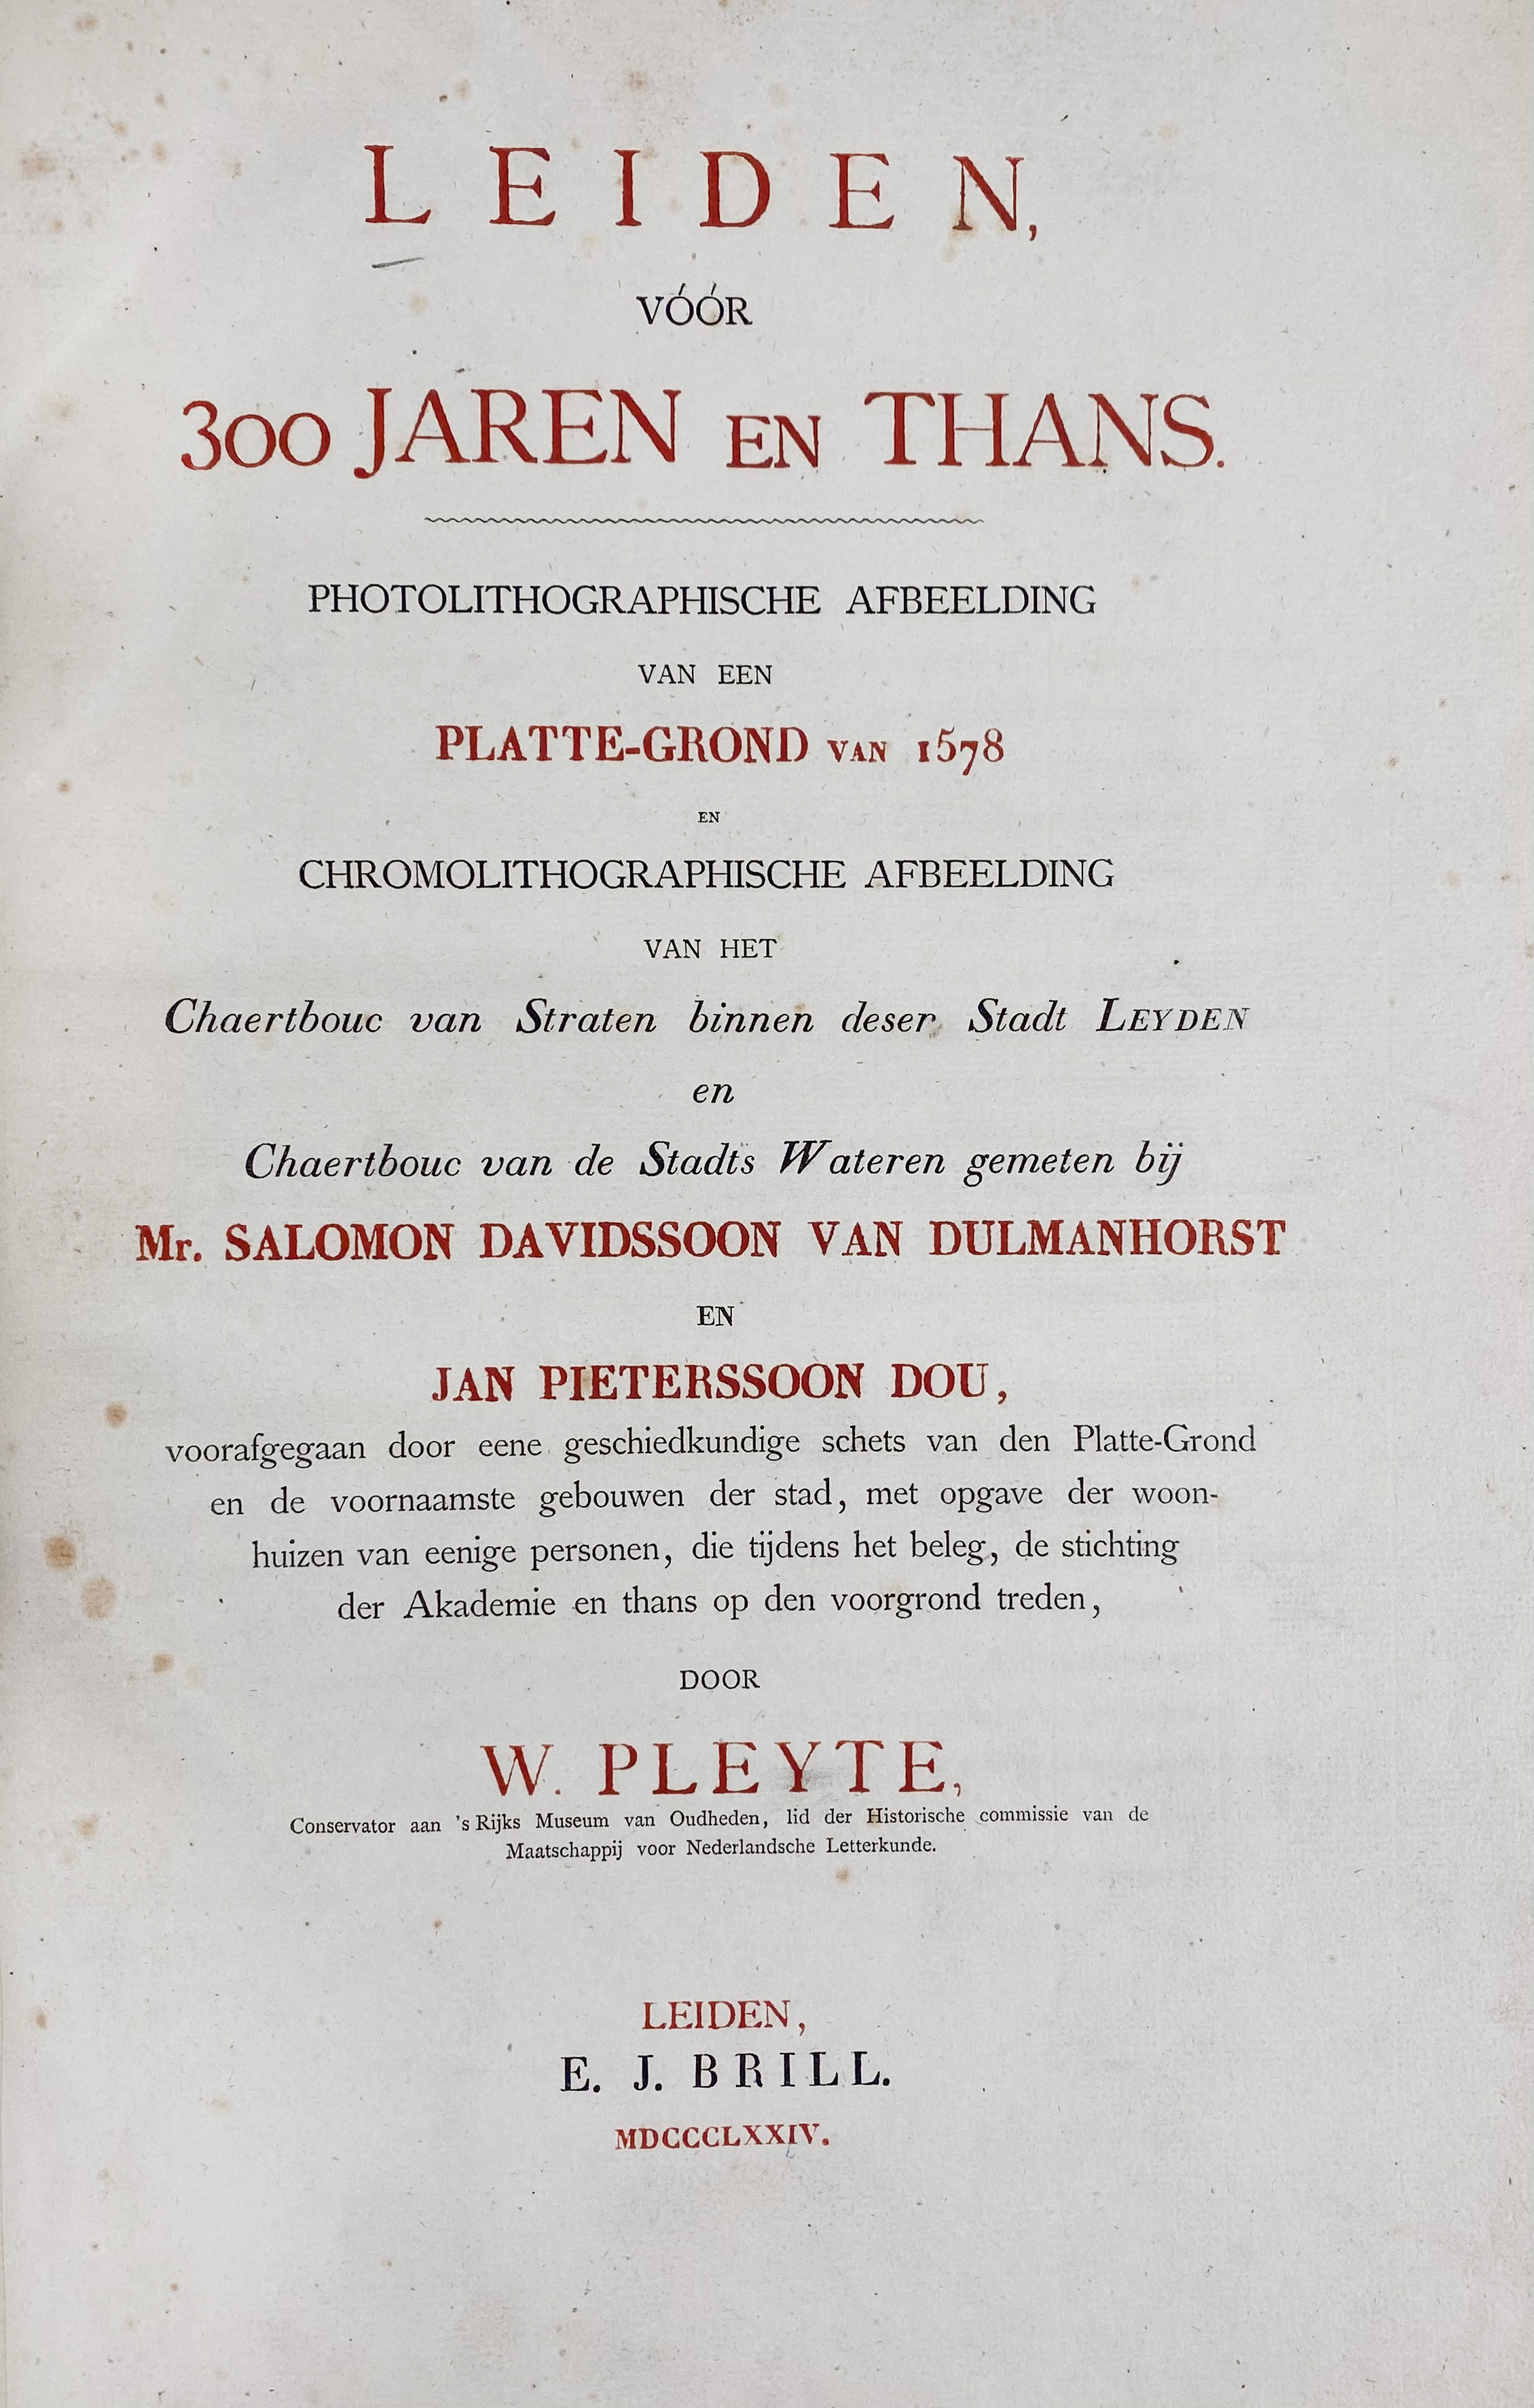 LEIDEN,
VÓÓR
300 JAREN EN THANS.
PHOTOLITHOGRAPHISCHE AFBEELDING
VAN EEN
PLATTE-GROND VAN 1578
EN
CHROMOLITHOGRAPHISCHE AFBEELDING
VAN HET
Chaertbouc van Straten binnen deser Stadt LEYDEN
en
Chaertbouc van de Stadts Wateren gemeten bij
Mr. SALOMON DAVIDSSOON VAN DULMANHORST
EN
JAN PIETERSSOON DOU,
voorafgegaan door eene geschiedkundige schets van den Platte-Grond
en de voornaamste gebouwen der stad, met opgave der woon-
huizen van eenige personen, die tijdens het beleg, de stichting
der Akademie en thans op den voorgrond treden,
DOOR
W. PLEYTE,
Conservator aan 's Rijks Museum van Oudheden, lid der Historische commissie van de
Maatschappij voor Nederlandsche Letterkunde.
LEIDEN,
E. J. BRILL.
MDCCCLXXIV.